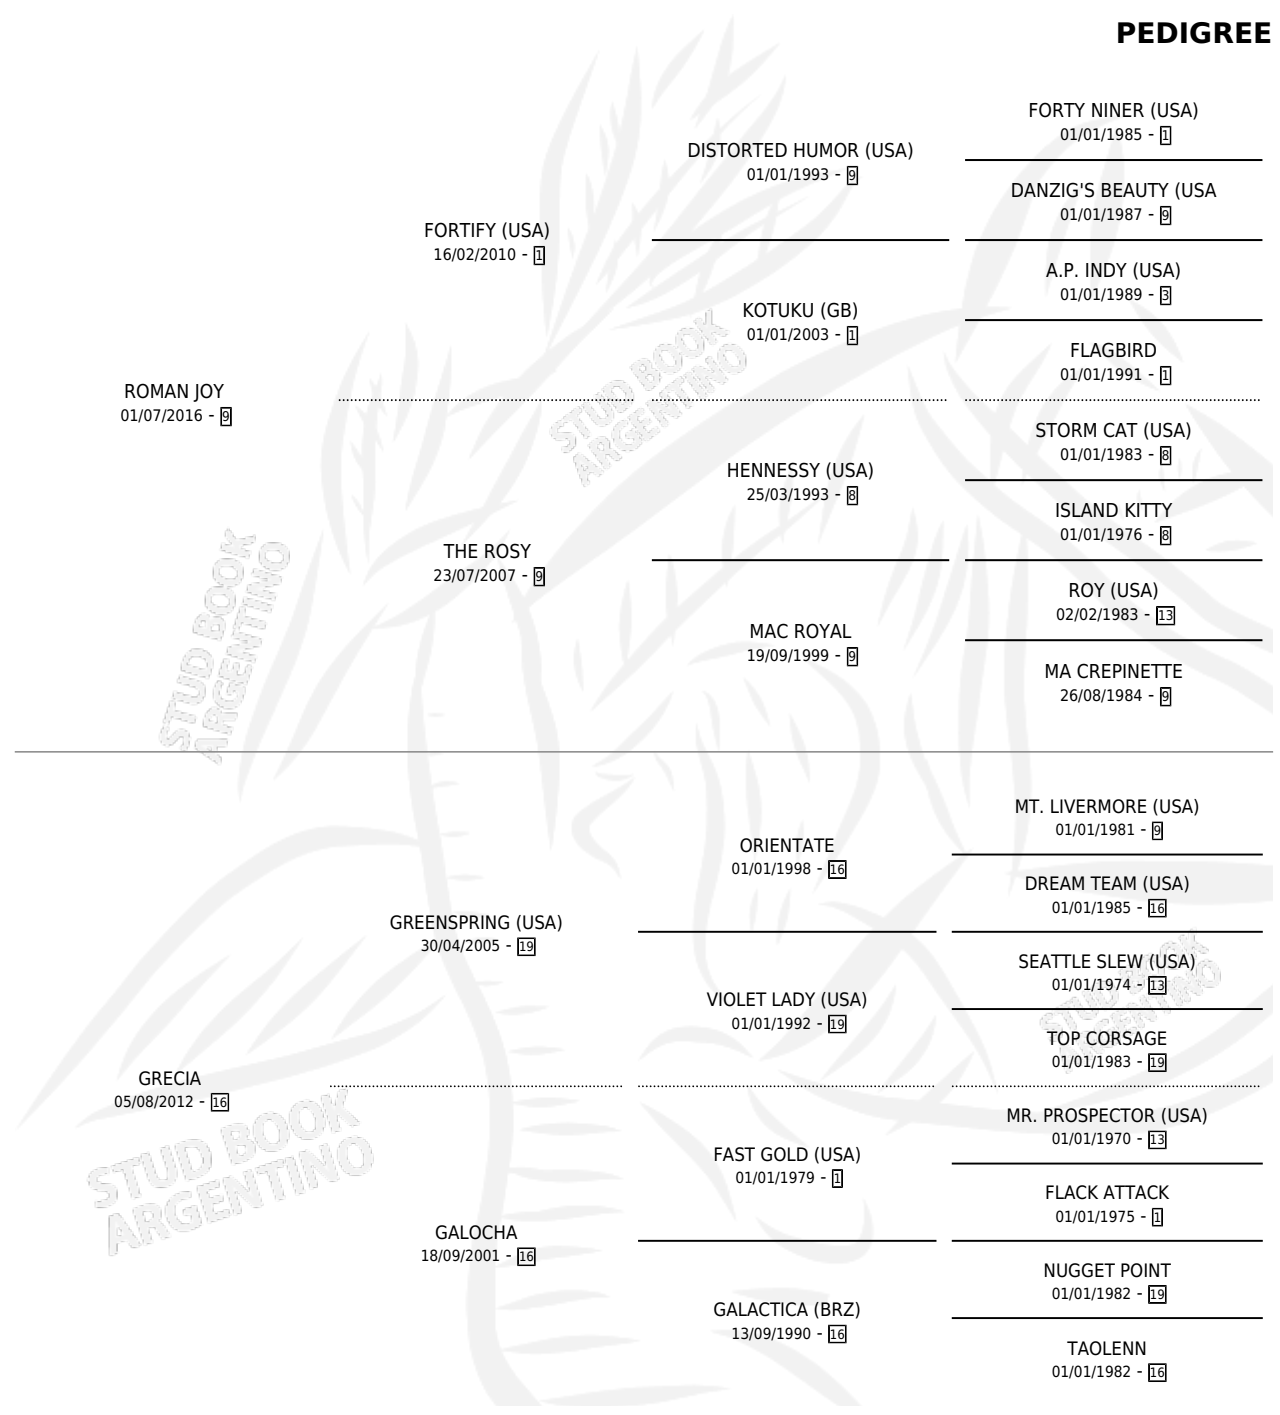 PEDIGREE
FORTY NINER (USA)
01/01/1985 - 1
DISTORTED HUMOR (USA)
01/01/1993 - 9
DANZIG'S BEAUTY (USA
01/01/1987 - 9
FORTIFY (USA)
16/02/2010 - 1
A.P. INDY (USA)
01/01/1989 - 3
KOTUKU (GB)
01/01/2003 - 1
FLAGBIRD
01/01/1991 - 1
ROMAN JOY
01/07/2016 - 9
STORM CAT (USA)
01/01/1983 - 8
HENNESSY (USA)
25/03/1993 - 8
ISLAND KITTY
01/01/1976 - 8
THE ROSY
23/07/2007 - 9
ROY (USA)
02/02/1983 - 13
MAC ROYAL
19/09/1999 - 9
MA CREPINETTE
26/08/1984 - 9
MT. LIVERMORE (USA)
01/01/1981 - 9
ORIENTATE
01/01/1998 - 16
DREAM TEAM (USA)
01/01/1985 - 16
GREENSPRING (USA)
30/04/2005 - 19
SEATTLE SLEW (USA)
01/01/1974 - 13
VIOLET LADY (USA)
01/01/1992 - 19
TOP CORSAGE
01/01/1983 - 19
GRECIA
05/08/2012 - 16
MR. PROSPECTOR (USA)
01/01/1970 - 13
FAST GOLD (USA)
01/01/1979 - 1
FLACK ATTACK
01/01/1975 - 1
GALOCHA
18/09/2001 - 16
NUGGET POINT
01/01/1982 - 19
GALACTICA (BRZ)
13/09/1990 - 16
TAOLENN
01/01/1982 - 16
STUD BOOK
ARGENTINO
STUD BOOK
ARGENTINO
STUD BOOK
ARGENTINO
STUD BOOK
ARGENTINO